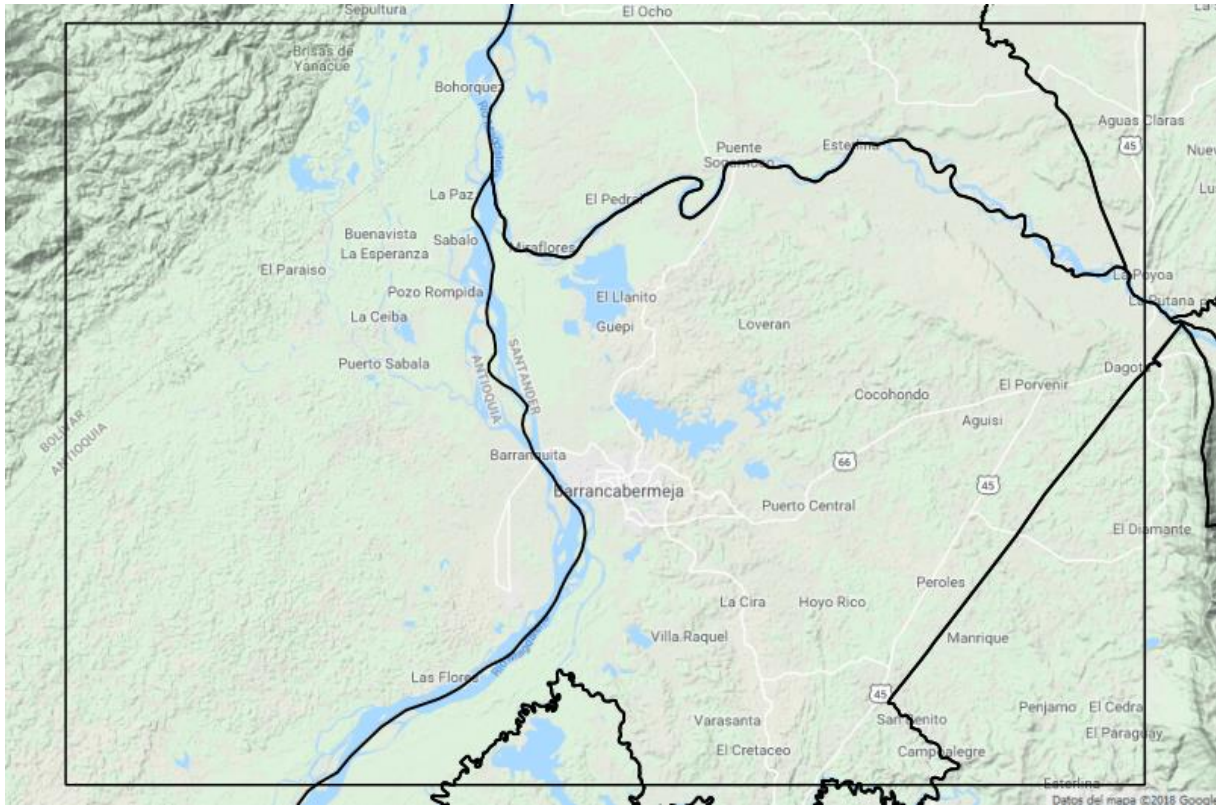 Sepultura
El Ocho
Brisas de
Yanacue
Bohorquez
Aguas Claras
45
Puente
Sogamoso
Esterlina
La Paz
El Pedral
Buenavista
Sabalo
Miraflores
La Esperanza
El Paraiso
La Poyoa
Pozo Rompida
El Llanito
La Putana
La Ceiba
Guepi
Loveran
SANTANDER
ANTIOQUIA
Puerto Sabala
Dagota
El Porvenir
Cocohondo
BOLIVAR
ANTIOQUIA
Aguisi
Barranquita
66
Barrancabermeja
45
Puerto Central
El Diamante
Peroles
La Cira
Hoyo Rico
Villa Raquel
Manrique
Las Flores
45
Varasanta
San Benito
Penjamo
El Cedral
El Cretaceo
Campoalegre
El Paraguay
Esterlina
Datos del mapa ©2018 Google